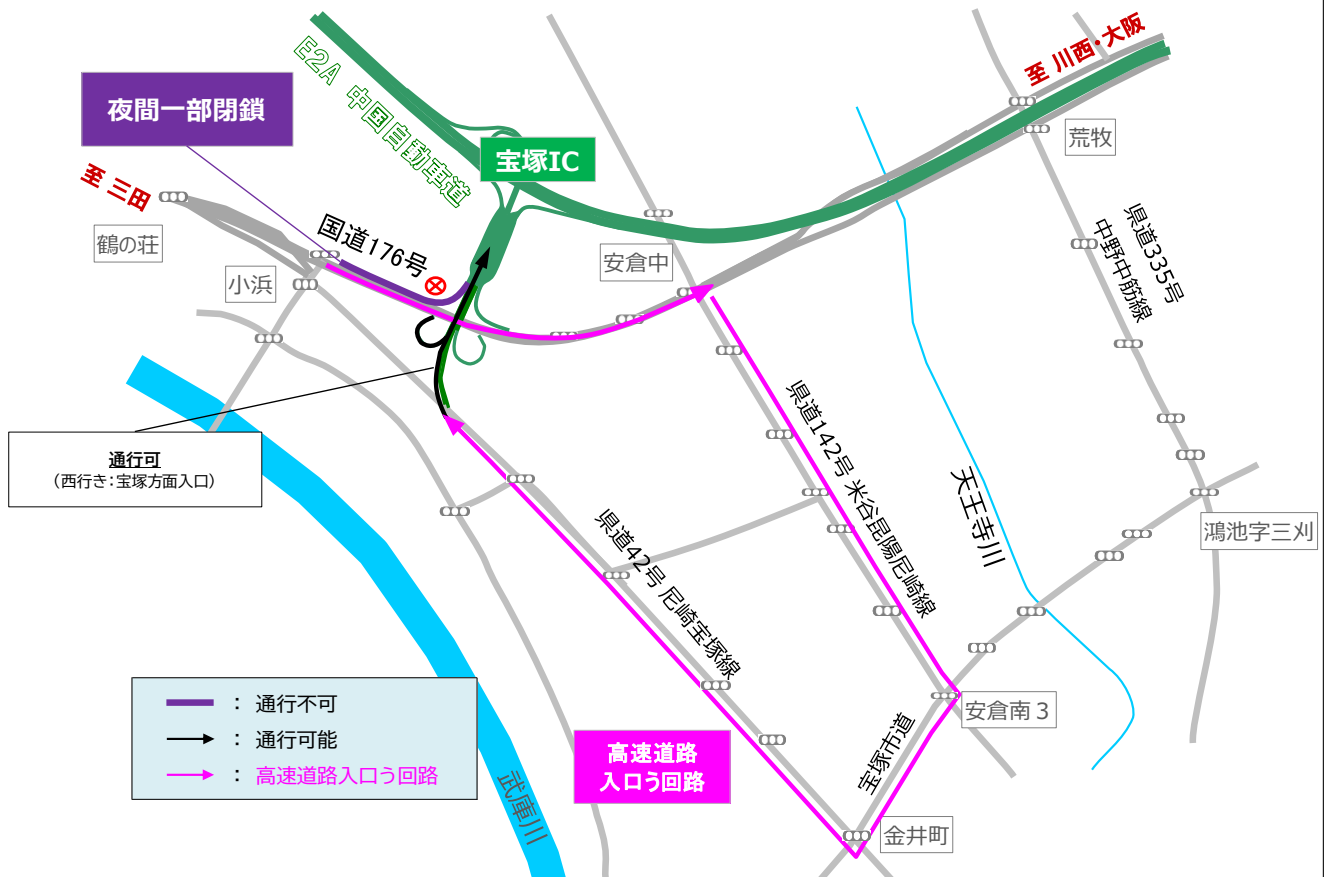 至 川西・大阪
E2A 中国自動車道
夜間一部閉鎖
宝塚IC
荒牧
至 三田
鶴の荘
国道176号
安倉中
県道335号
中野中筋線
小浜
通行可
（西行き：宝塚方面入口）
県道142号 米谷昆陽尼崎線
天王寺川
県道42号 尼崎宝塚線
鴻池字三刈
： 通行不可
： 通行可能
： 高速道路入口う回路
安倉南３
高速道路
入口う回路
宝塚市道
武庫川
金井町